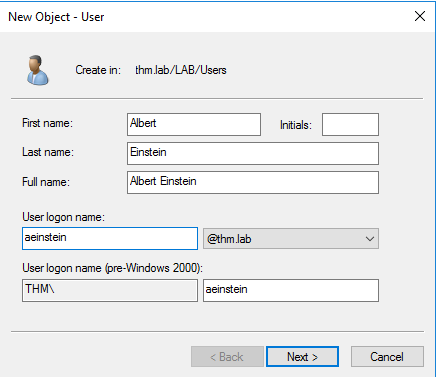 New Object - User
Create in: thm.lab/LAB/Users
First name: Albert Initials:
Last name: Einstein
Full name: Albert Einstein
User logon name:
aeinstein @thm.lab
User logon name (pre-Windows 2000):
THM\ aeinstein
< Back Next > Cancel